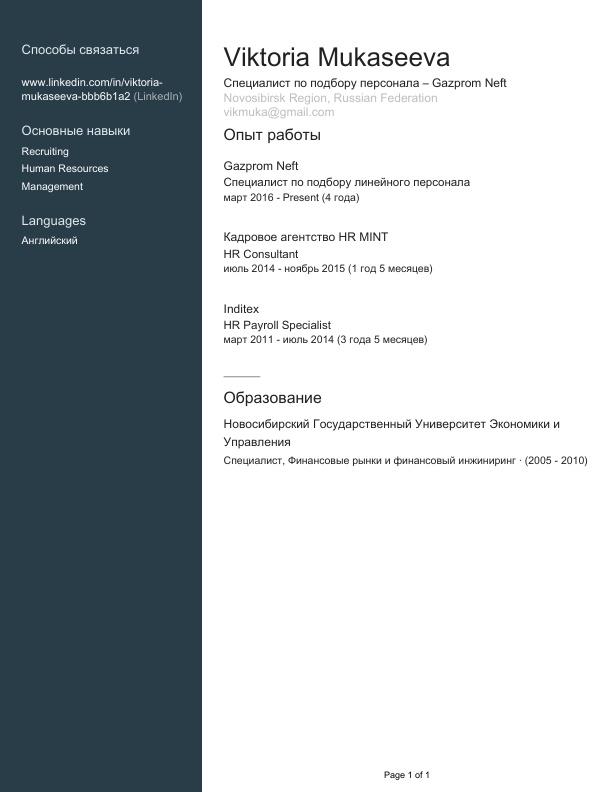 Способы связаться
www.linkedin.com/in/viktoria-
mukaseeva-bbb6b1a2 (LinkedIn)
Основные навыки
Recruiting
Human Resources
Management
Languages
Английский
Viktoria Mukaseeva
Специалист по подбору персонала – Gazprom Neft
Novosibirsk Region, Russian Federation
vikmuka@gmail.com
Опыт работы
Gazprom Neft
Специалист по подбору линейного персонала
март 2016 - Present (4 года)
Кадровое агентство HR MINT
HR Consultant
июль 2014 - ноябрь 2015 (1 год 5 месяцев)
Inditex
HR Payroll Specialist
март 2011 - июль 2014 (3 года 5 месяцев)
Образование
Новосибирский Государственный Университет Экономики и
Управления
Специалист, Финансовые рынки и финансовый инжиниринг · (2005 - 2010)
Page 1 of 1